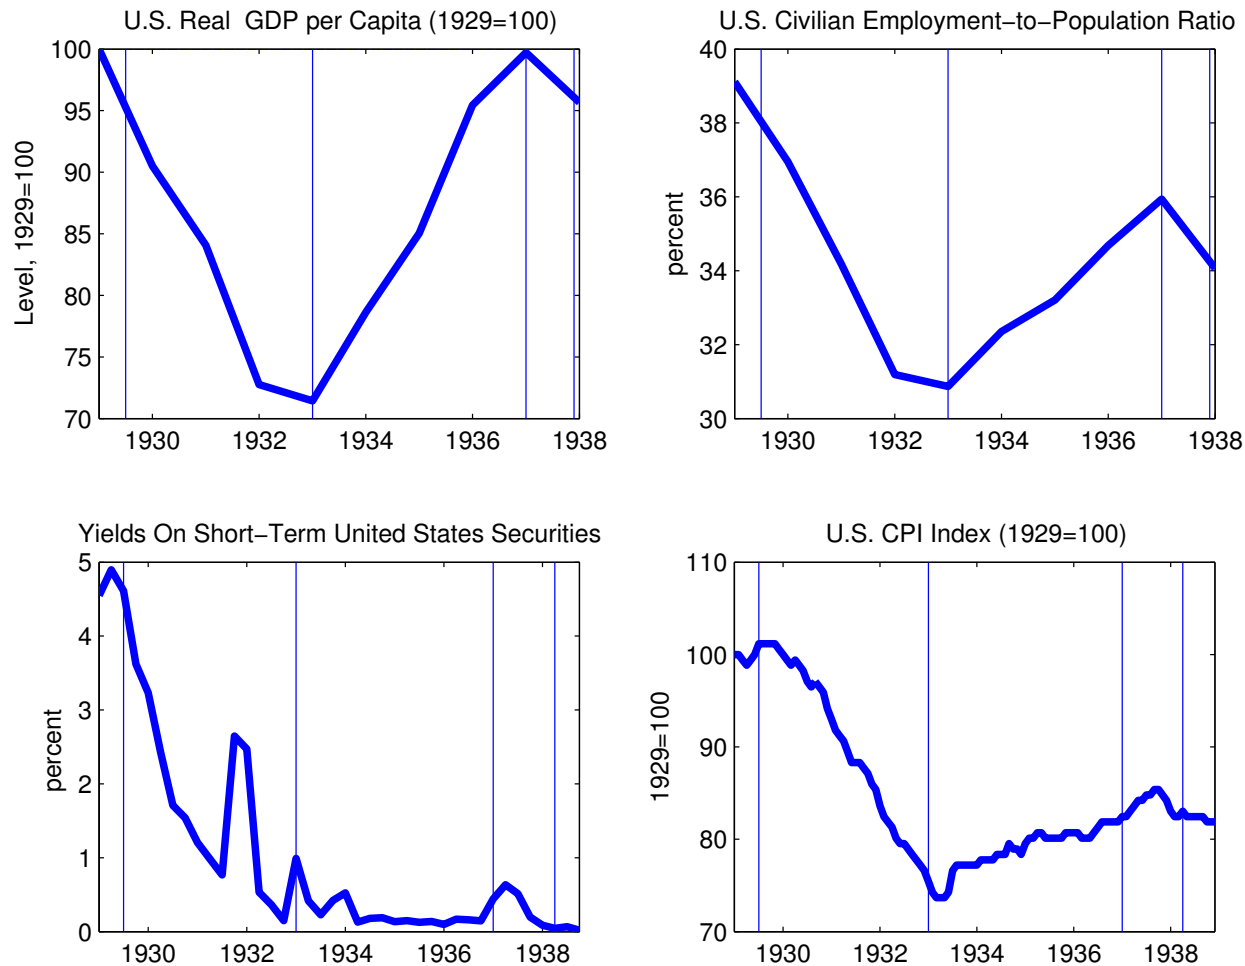 U.S. Real  GDP per Capita (1929=100)
Level, 1929=100
100
95
90
85
80
75
70
1930 1932 1934 1936 1938
U.S. Civilian Employment−to−Population Ratio
percent
40
38
36
34
32
30
1930 1932 1934 1936 1938
Yields On Short−Term United States Securities
percent
5
4
3
2
1
0
1930 1932 1934 1936 1938
U.S. CPI Index (1929=100)
1929=100
110
100
90
80
70
1930 1932 1934 1936 1938